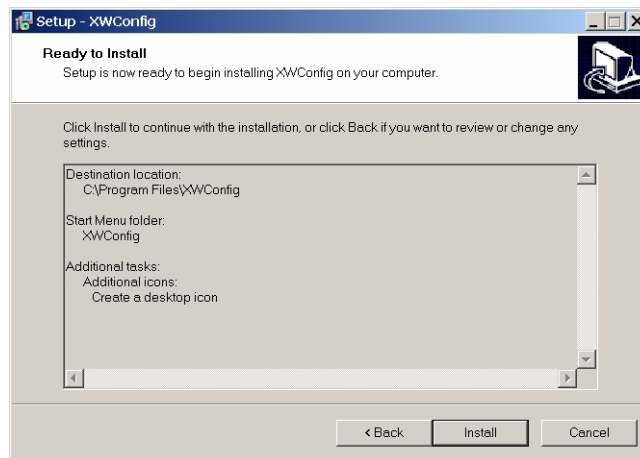 Setup - XWConfig
Ready to Install
Setup is now ready to begin installing XWConfig on your computer.
Click Install to continue with the installation, or click Back if you want to review or change any
settings.
Destination location:
C:\Program Files\XWConfig
Start Menu folder:
XWConfig
Additional tasks:
Additional icons:
Create a desktop icon
< Back
Install
Cancel